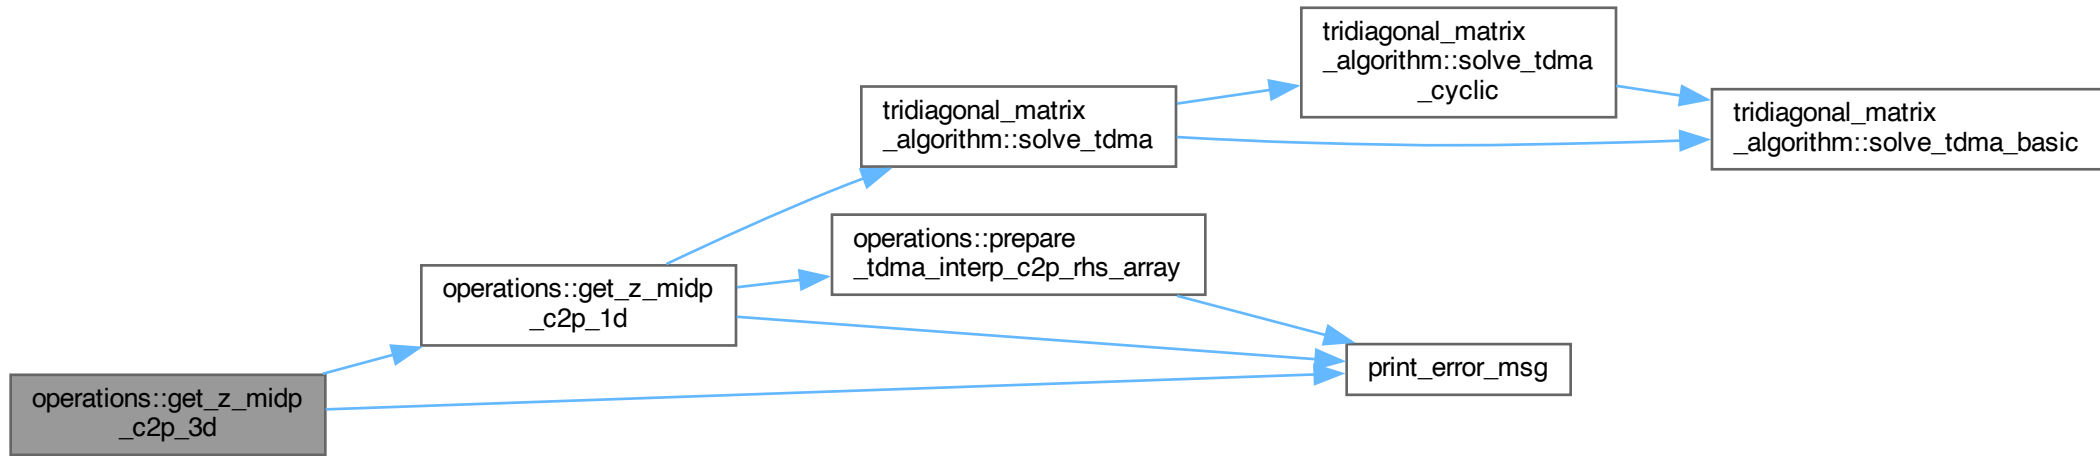 tridiagonal_matrix
_algorithm::solve_tdma
_cyclic
tridiagonal_matrix
_algorithm::solve_tdma
tridiagonal_matrix
_algorithm::solve_tdma_basic
operations::prepare
_tdma_interp_c2p_rhs_array
operations::get_z_midp
_c2p_1d
print_error_msg
operations::get_z_midp
_c2p_3d